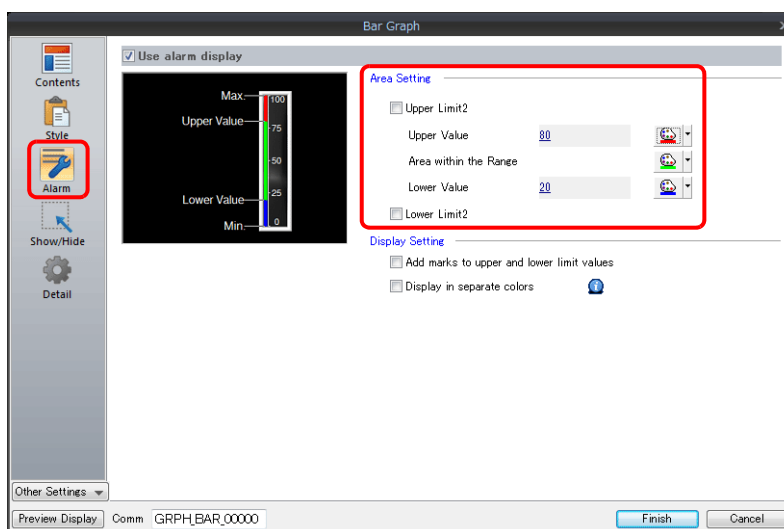 Bar Graph
Contents
Style
Alarm
Show/Hide
Detail
Other Settings
Use alarm display
Max.
Upper Value
Lower Value
Min.
100
75
50
25
0
Area Setting
Upper Limit2
Upper Value 80
Area within the Range
Lower Value 20
Lower Limit2
Display Setting
Add marks to upper and lower limit values
Display in separate colors
Preview Display Comm GRPH_BAR_00000 Finish Cancel